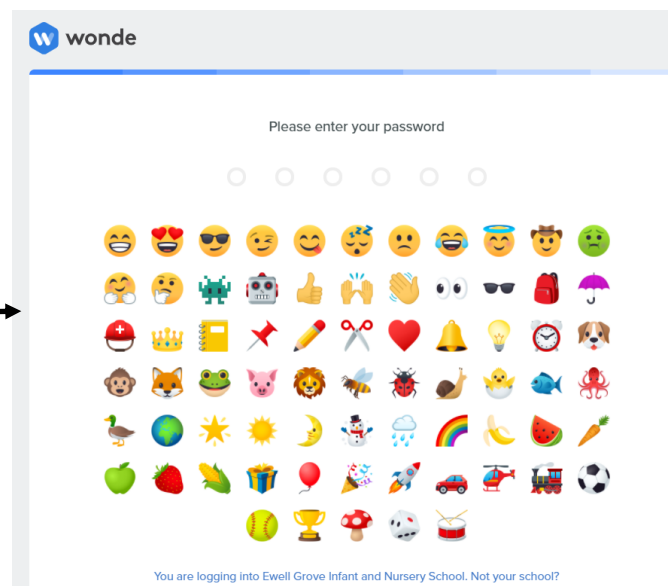 wonde
Please enter your password
You are logging into Ewell Grove Infant and Nursery School. Not your school?